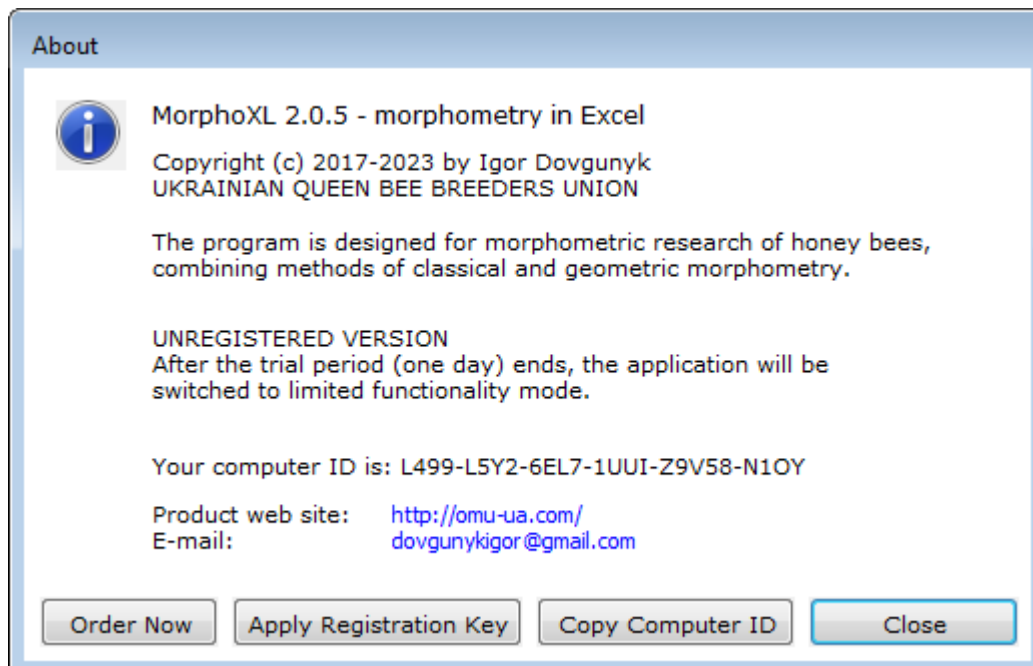 About
MorphoXL 2.0.5 - morphometry in Excel
Copyright (c) 2017-2023 by Igor Dovgunyk
UKRAINIAN QUEEN BEE BREEDERS UNION
The program is designed for morphometric research of honey bees,
combining methods of classical and geometric morphometry.
UNREGISTERED VERSION
After the trial period (one day) ends, the application will be
switched to limited functionality mode.
Your computer ID is: L499-L5Y2-6EL7-1UUI-Z9V58-N1OY
Product web site: http://omu-ua.com/
E-mail: dovgunykigor@gmail.com
Order Now Apply Registration Key Copy Computer ID Close